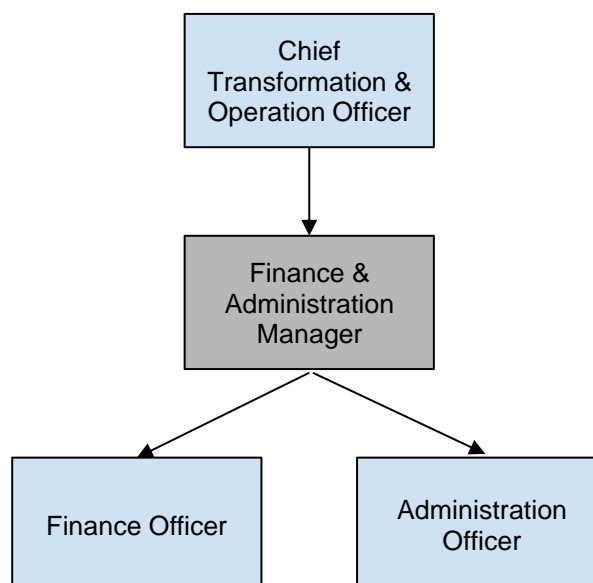 Chief
Transformation &
Operation Officer
Finance &
Administration
Manager
Finance Officer
Administration
Officer